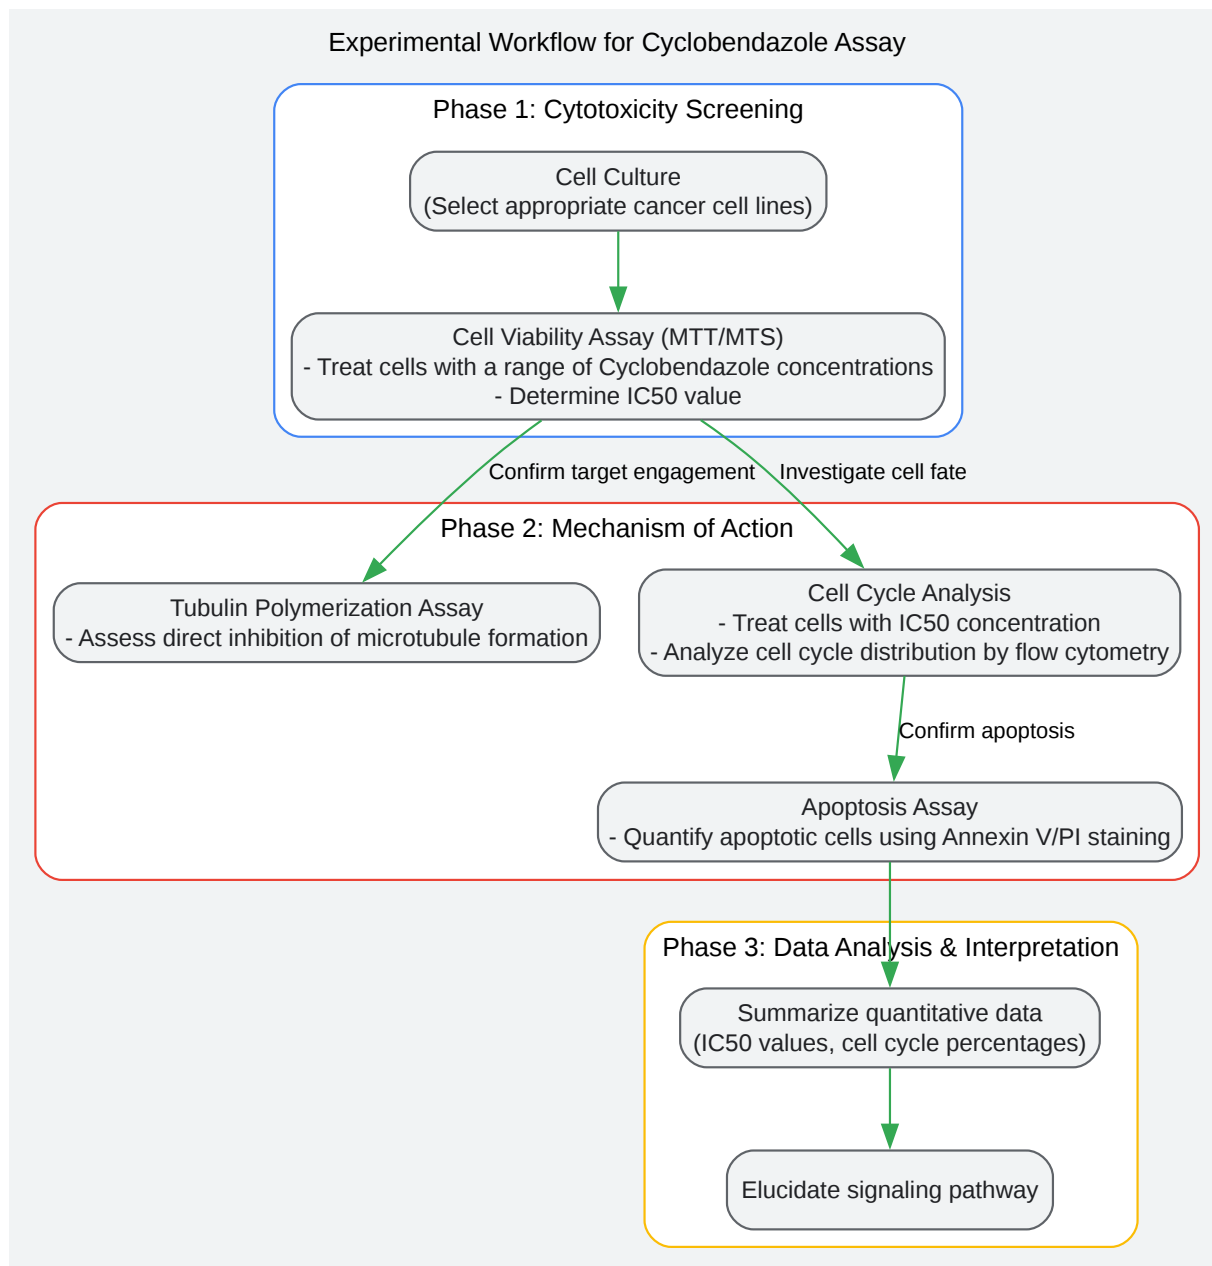 Experimental Workflow for Cyclobendazole Assay
Phase 1: Cytotoxicity Screening
Cell Culture
(Select appropriate cancer cell lines)
Cell Viability Assay (MTT/MTS)
- Treat cells with a range of Cyclobendazole concentrations
- Determine IC50 value
Confirm target engagement
Investigate cell fate
Phase 2: Mechanism of Action
Tubulin Polymerization Assay
- Assess direct inhibition of microtubule formation
Cell Cycle Analysis
- Treat cells with IC50 concentration
- Analyze cell cycle distribution by flow cytometry
Confirm apoptosis
Apoptosis Assay
- Quantify apoptotic cells using Annexin V/PI staining
Phase 3: Data Analysis & Interpretation
Summarize quantitative data
(IC50 values, cell cycle percentages)
Elucidate signaling pathway